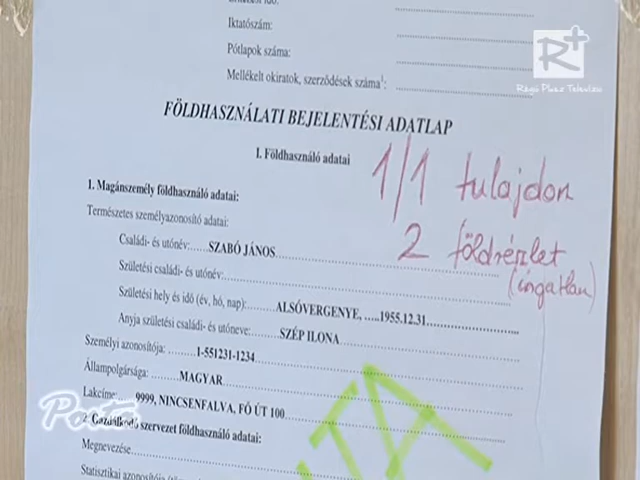 Iktatószám:
Pótlapok száma:
Mellékelt okiratok, szerződések száma¹:
R+
Régió Plusz Televízió
FÖLDHASZNÁLATI BEJELENTÉSI ADATLAP
I. Földhasználó adatai
1/1 tulajdon
2 földrészlet
(ingatlan)
1. Magánszemély földhasználó adatai:
Természetes személyazonosító adatai:
Családi- és utónév: SZABÓ JÁNOS
Születési családi- és utónév:
Születési hely és idő (év, hó, nap): ALSÓVERGENYE, .....1955.12.31
Anyja születési családi- és utóneve: SZÉP ILONA
Személyi azonosítója: 1-551231-1234
Állampolgársága: MAGYAR
Lakcíme: 9999, NINCSENFALVA, FŐ ÚT 100
2. Gazdálkodó szervezet földhasználó adatai:
Megnevezése